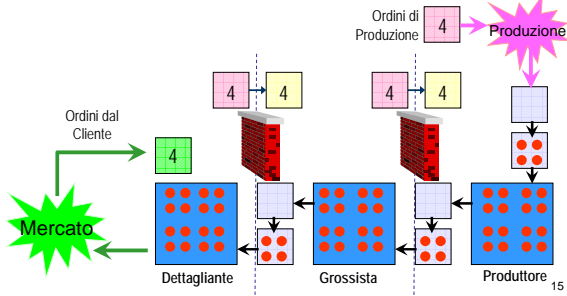 Ordini di
Produzione
4
Produzione
4
4
4
4
Ordini dal
Cliente
4
Mercato
Dettagliante
Grossista
Produttore
15